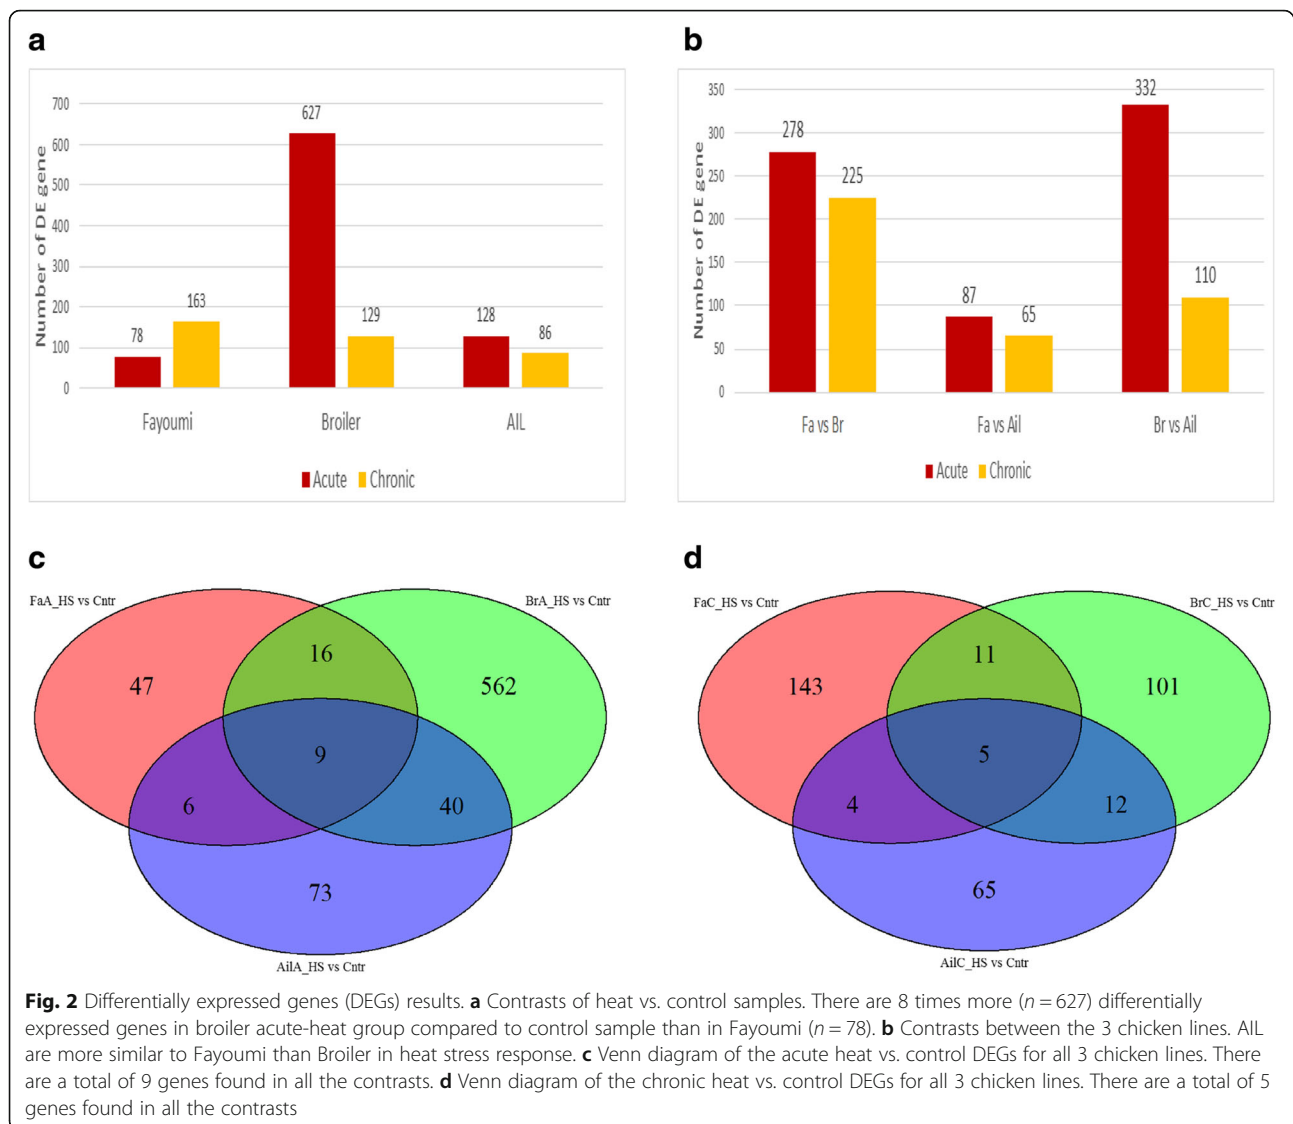 a
Number of DE gene
700
600
500
400
300
200
100
0
78
163
627
129
128
86
Fayoumi
Broiler
AIL
Acute
Chronic
b
Number of DE gene
350
300
250
200
150
100
50
0
278
225
87
65
332
110
Fa vs Br
Fa vs Ail
Br vs Ail
Acute
Chronic
c
FaA_HS vs Cntr
BrA_HS vs Cntr
16
47
562
9
6
40
73
AilA_HS vs Cntr
d
FaC_HS vs Cntr
BrC_HS vs Cntr
11
143
101
5
4
12
65
AilC_HS vs Cntr
Fig. 2 Differentially expressed genes (DEGs) results. a Contrasts of heat vs. control samples. There are 8 times more (n = 627) differentially
expressed genes in broiler acute-heat group compared to control sample than in Fayoumi (n = 78). b Contrasts between the 3 chicken lines. AIL
are more similar to Fayoumi than Broiler in heat stress response. c Venn diagram of the acute heat vs. control DEGs for all 3 chicken lines. There
are a total of 9 genes found in all the contrasts. d Venn diagram of the chronic heat vs. control DEGs for all 3 chicken lines. There are a total of 5
genes found in all the contrasts